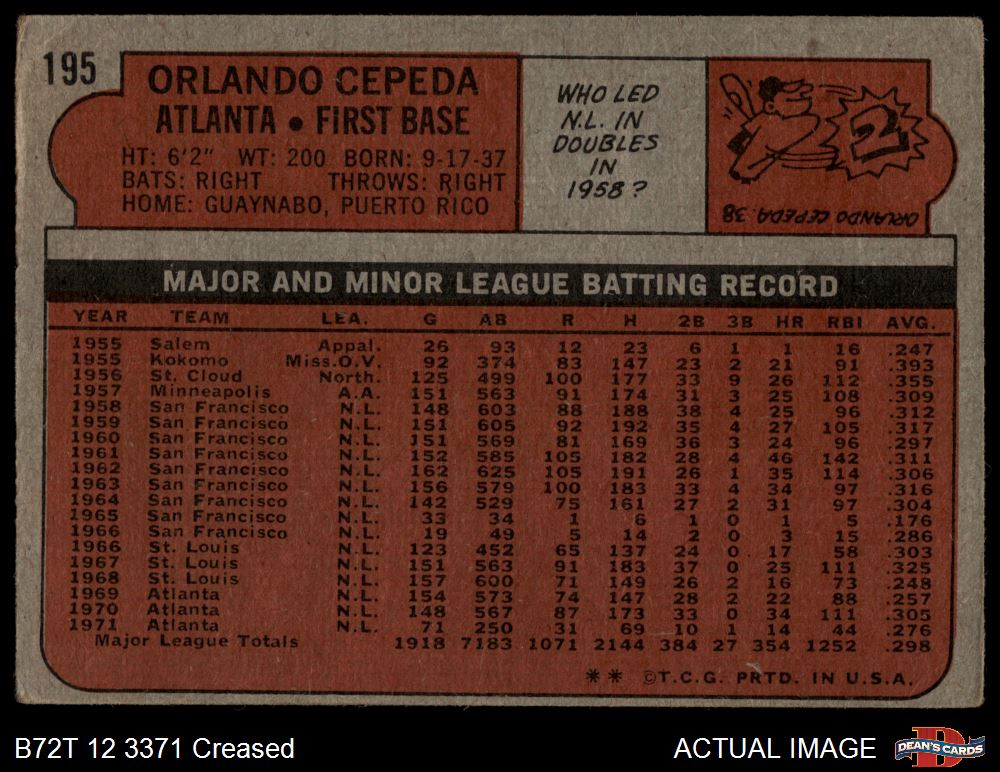 195
ORLANDO CEPEDA
ATLANTA • FIRST BASE
HT: 6'2" WT: 200 BORN: 9-17-37
BATS: RIGHT THROWS: RIGHT
HOME: GUAYNABO, PUERTO RICO
WHO LED
N.L. IN
DOUBLES
IN
1958?
2
ORLANDO CEPEDA. 38
MAJOR AND MINOR LEAGUE BATTING RECORD
YEAR TEAM LEA. G AB R H 2B 3B HR RBI AVG.
1955 Salem Appal. 26 93 12 23 6 1 1 16 .247
1955 Kokomo Miss.O.V. 92 374 83 147 23 2 21 91 .393
1956 St. Cloud North. 125 499 100 177 33 9 26 112 .355
1957 Minneapolis A.A. 151 563 91 174 31 3 25 108 .309
1958 San Francisco N.L. 148 603 88 188 38 4 25 96 .312
1959 San Francisco N.L. 151 605 92 192 35 4 27 105 .317
1960 San Francisco N.L. 151 569 81 169 36 3 24 96 .297
1961 San Francisco N.L. 152 585 105 182 28 4 46 142 .311
1962 San Francisco N.L. 162 625 105 191 26 1 35 114 .306
1963 San Francisco N.L. 156 579 100 183 33 4 34 97 .316
1964 San Francisco N.L. 142 529 75 161 27 2 31 97 .304
1965 San Francisco N.L. 33 34 1 6 1 0 1 5 .176
1966 San Francisco N.L. 19 49 5 14 2 0 3 15 .286
1966 St. Louis N.L. 123 452 65 137 24 0 17 58 .303
1967 St. Louis N.L. 151 563 91 183 37 0 25 111 .325
1968 St. Louis N.L. 157 600 71 149 26 2 16 73 .248
1969 Atlanta N.L. 154 573 74 147 28 2 22 88 .257
1970 Atlanta N.L. 148 567 87 173 33 0 34 111 .305
1971 Atlanta N.L. 71 250 31 69 10 1 14 44 .276
Major League Totals 1918 7183 1071 2144 384 27 354 1252 .298
** ©T.C.G. PRTD. IN U.S.A.
B72T 12 3371 Creased
ACTUAL IMAGE
DEAN'S CARDS